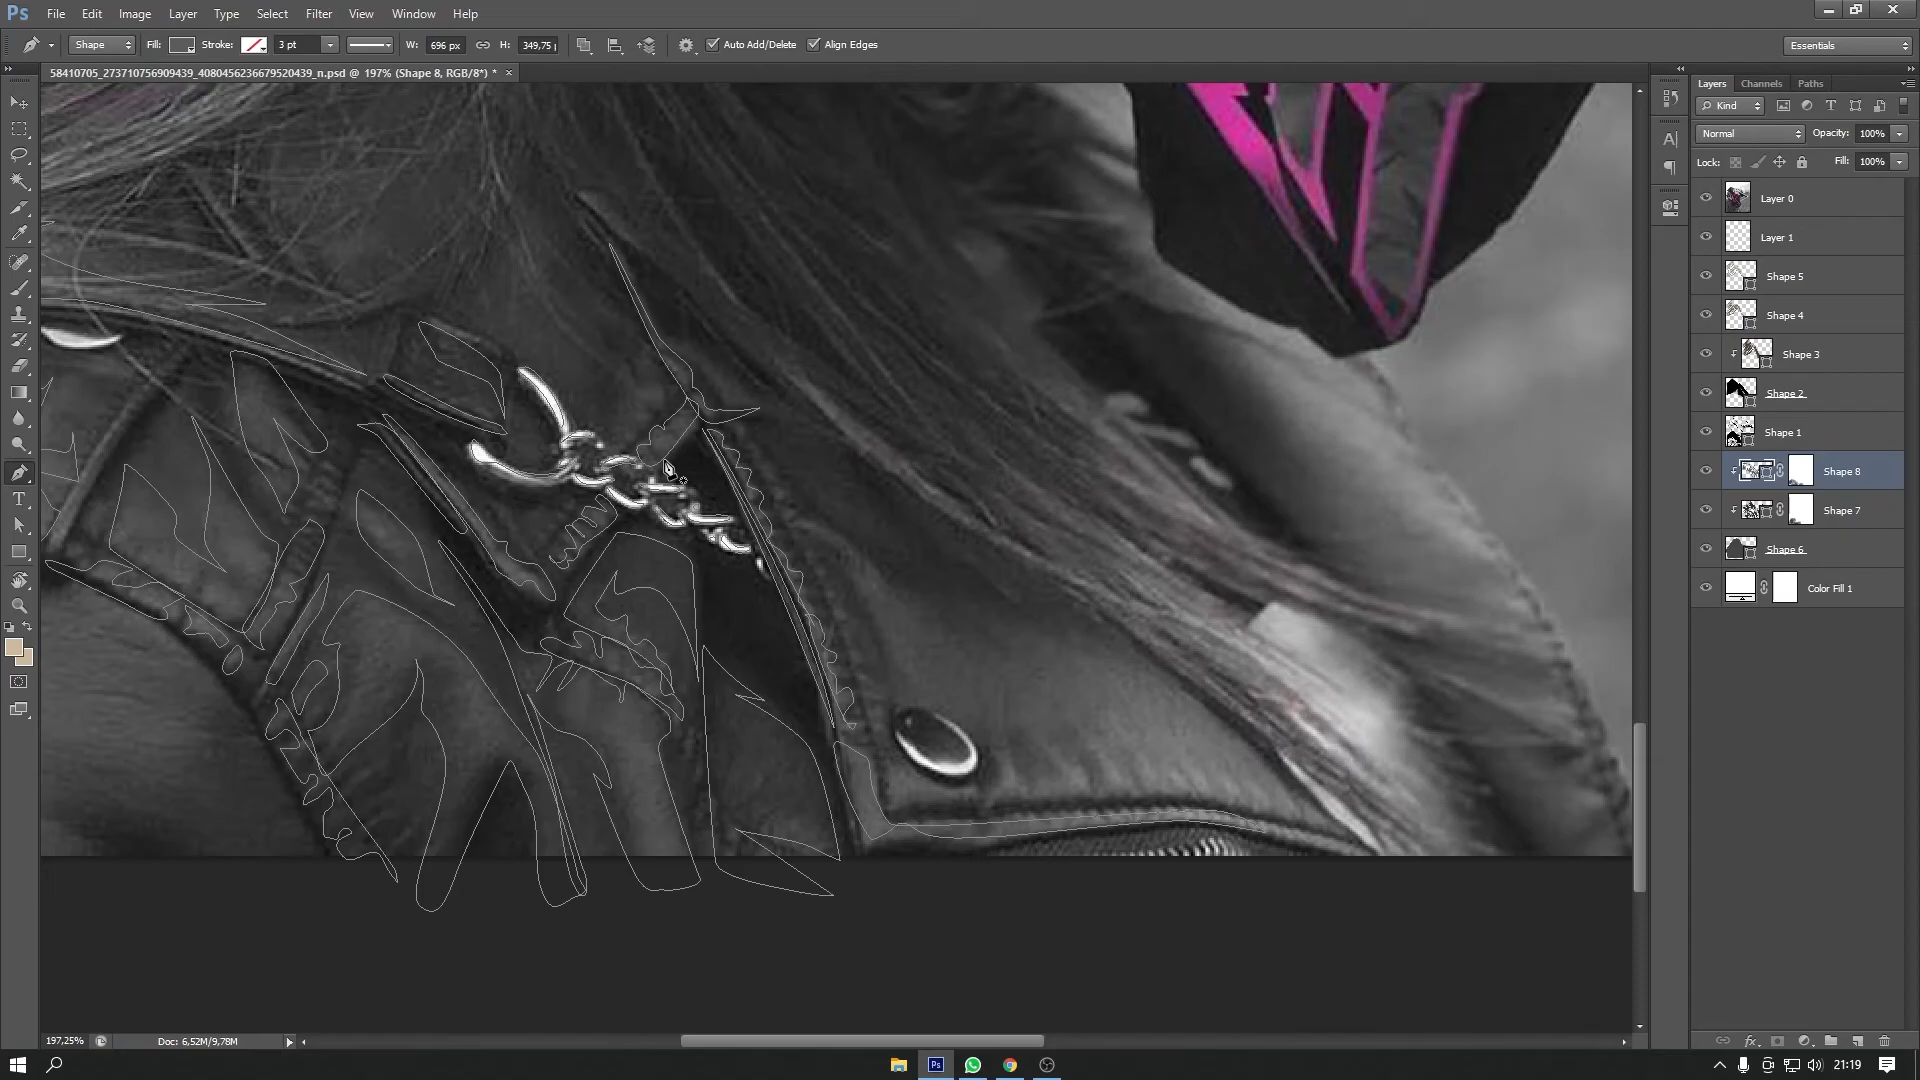 Ps File Edit Image Layer Type Select Filter View Window Help
Shape Fill: Stroke: 3 pt W: 696 px H: 349,75 Auto Add/Delete Align Edges Essentials
58410705_273710756909439_4080456236679520439_n.psd @ 197% (Shape 8, RGB/8*) *
Layers Channels Paths
Kind
Normal Opacity: 100%
Lock: Fill: 100%
Layer 0
Layer 1
Shape 5
Shape 4
Shape 3
Shape 2
Shape 1
Shape 8
Shape 7
Shape 6
Color Fill 1
197,25% Doc: 6,52M/9,78M
Ps 21:19